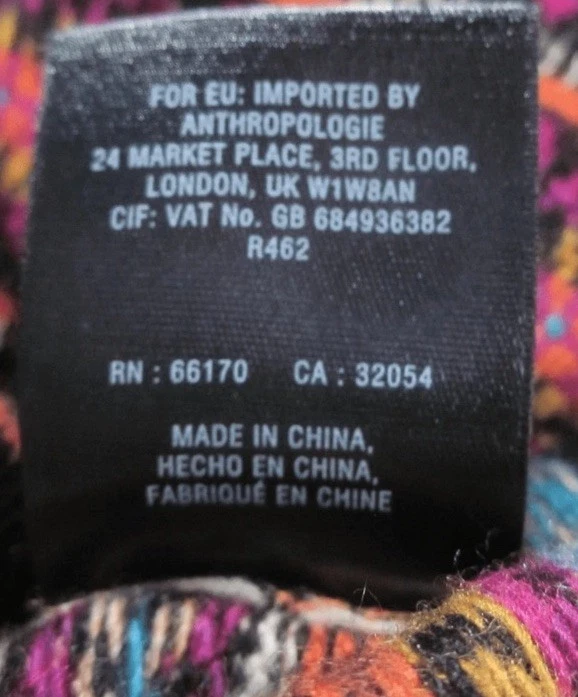 FOR EU: IMPORTED BY
ANTHROPOLOGIE
24 MARKET PLACE, 3RD FLOOR,
LONDON, UK W1W8AN
CIF: VAT No. GB 684936382
R462
RN : 66170 CA : 32054
MADE IN CHINA,
HECHO EN CHINA,
FABRIQUÉ EN CHINE